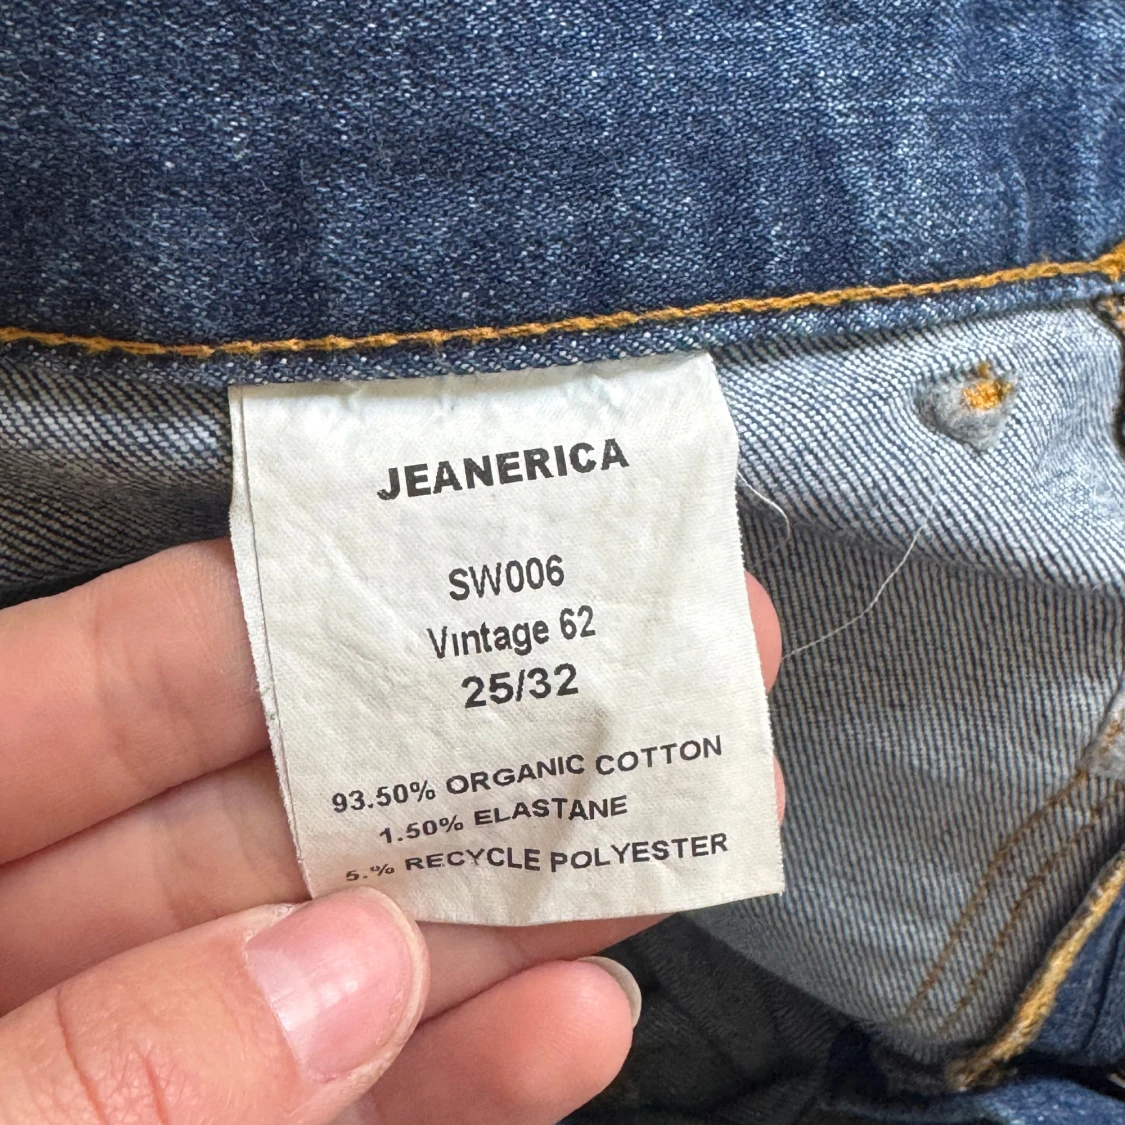 JEANERICA
SW006
Vintage 62
25/32
93.50% ORGANIC COTTON
1.50% ELASTANE
5.% RECYCLE POLYESTER